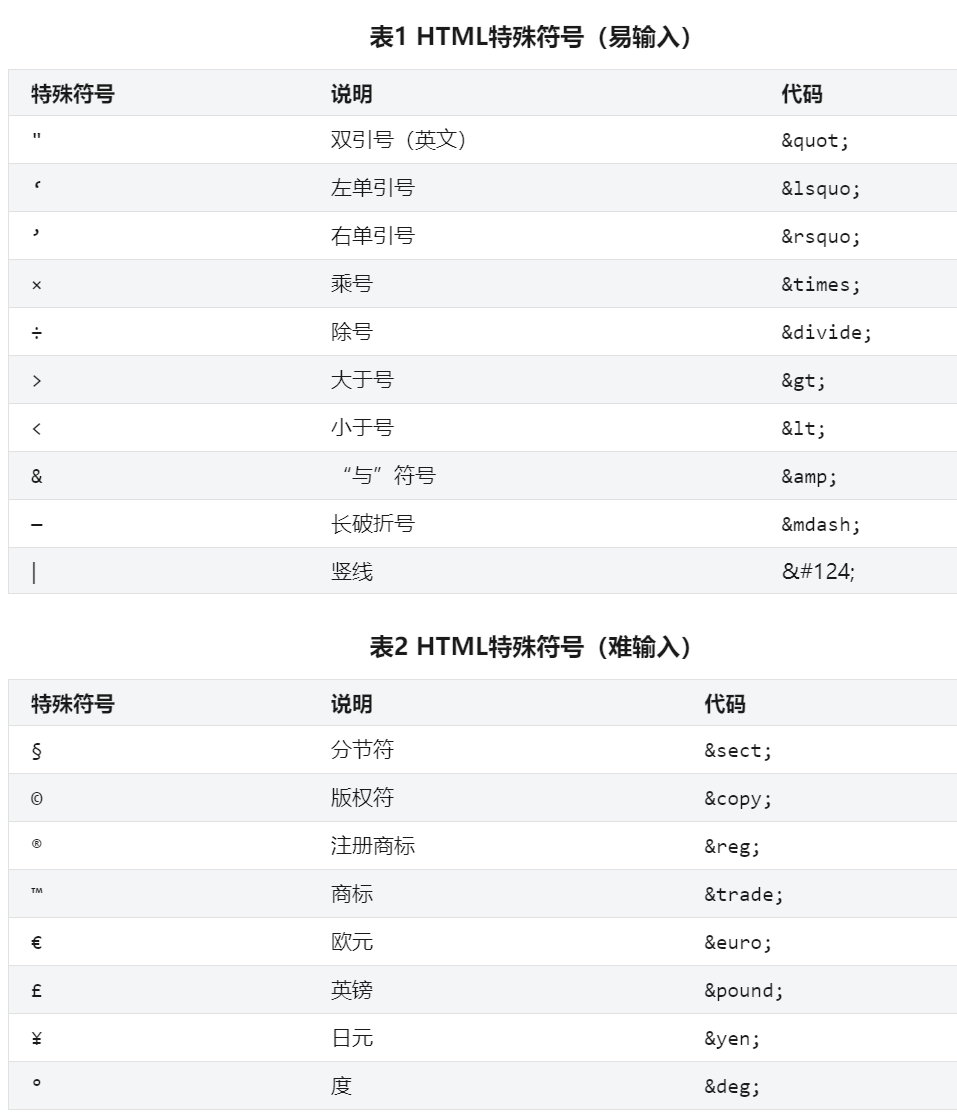 表1 HTML特殊符号（易输入）
特殊符号 说明 代码
" 双引号（英文） &quot;
‘ 左单引号 &lsquo;
’ 右单引号 &rsquo;
× 乘号 &times;
÷ 除号 &divide;
> 大于号 &gt;
< 小于号 &lt;
& “与”符号 &amp;
— 长破折号 &mdash;
| 竖线 &#124;
表2 HTML特殊符号（难输入）
特殊符号 说明 代码
§ 分节符 &sect;
© 版权符 &copy;
® 注册商标 &reg;
™ 商标 &trade;
€ 欧元 &euro;
£ 英镑 &pound;
¥ 日元 &yen;
° 度 &deg;